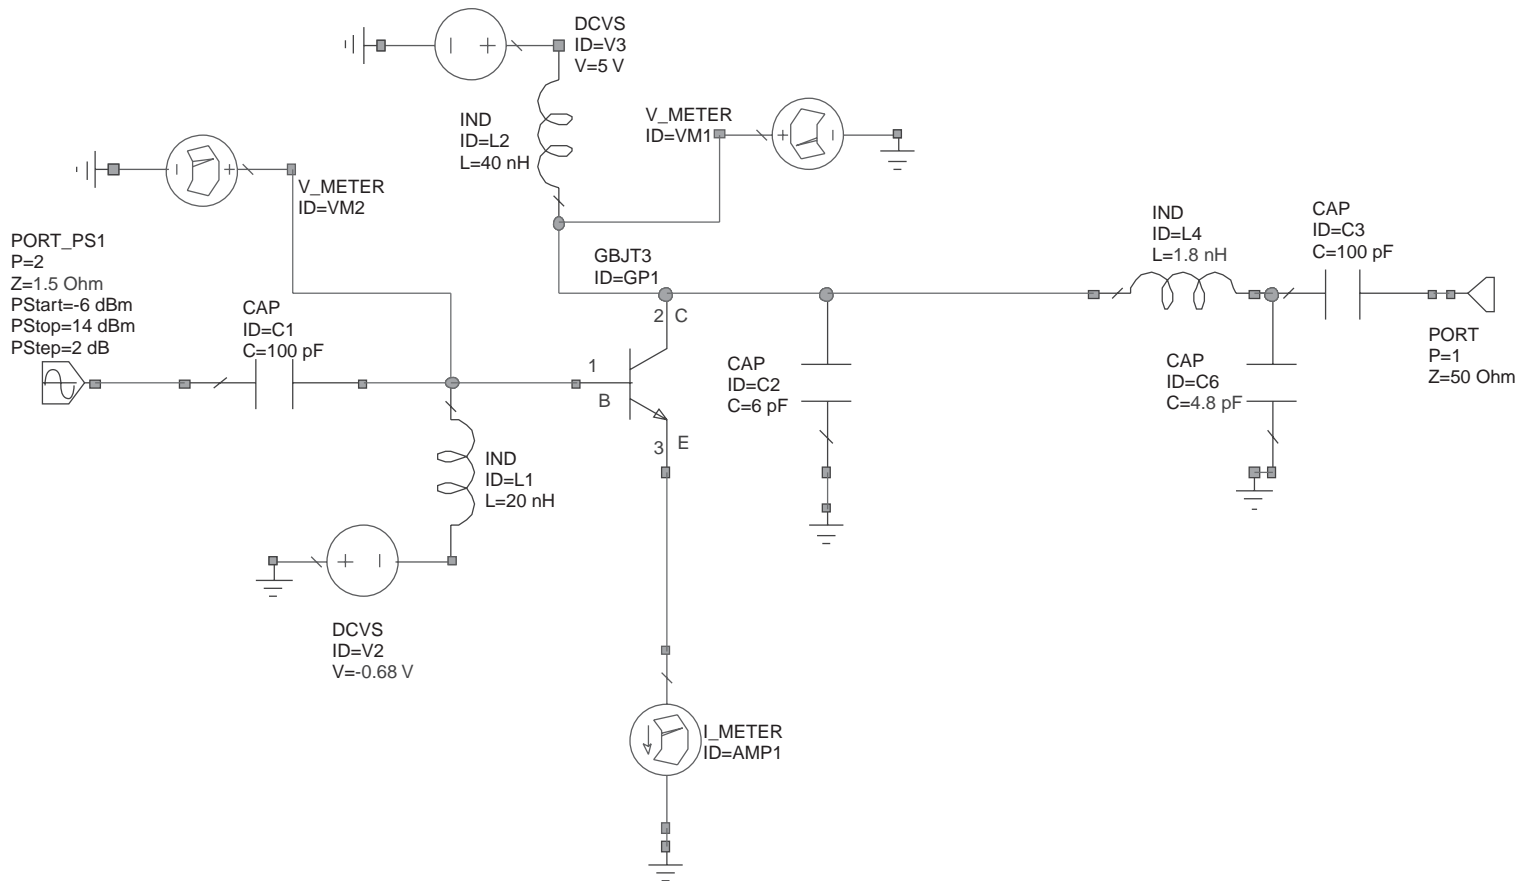 DCVS
ID=V3
V=5 V
IND
ID=L2
L=40 nH
V_METER
ID=VM1
V_METER
ID=VM2
PORT_PS1
P=2
Z=1.5 Ohm
PStart=-6 dBm
PStop=14 dBm
PStep=2 dB
CAP
ID=C1
C=100 pF
GBJT3
ID=GP1
2 C
1
B
3 E
IND
ID=L4
L=1.8 nH
CAP
ID=C3
C=100 pF
PORT
P=1
Z=50 Ohm
CAP
ID=C2
C=6 pF
CAP
ID=C6
C=4.8 pF
IND
ID=L1
L=20 nH
DCVS
ID=V2
V=-0.68 V
I_METER
ID=AMP1